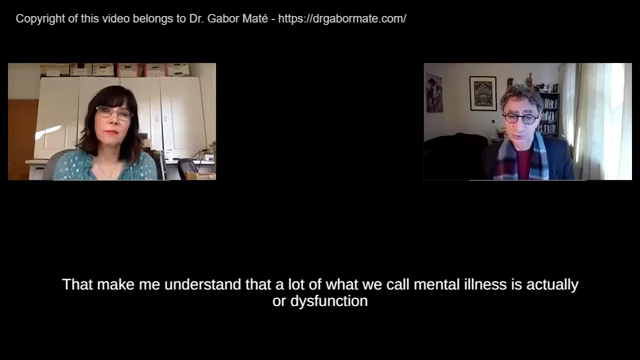 Copyright of this video belongs to Dr. Gabor Maté - https://drgabormate.com/
That make me understand that a lot of what we call mental illness is actually
or dysfunction